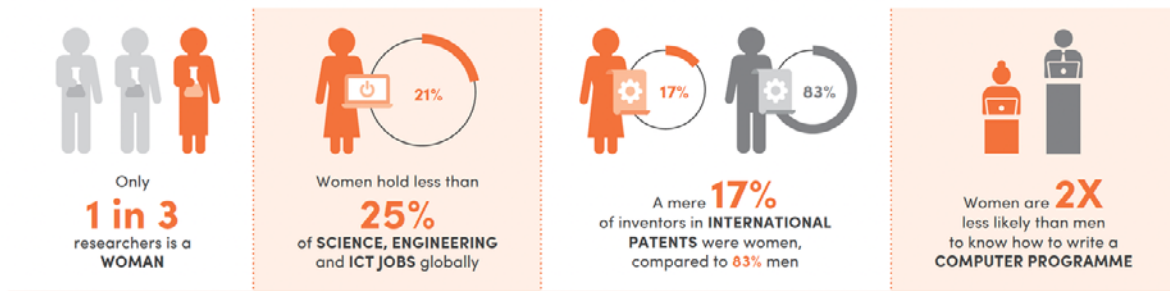 Only
1 in 3
researchers is a
WOMAN
21%
Women hold less than
25%
of SCIENCE, ENGINEERING
and ICT JOBS globally
17%
83%
A mere 17%
of inventors in INTERNATIONAL
PATENTS were women,
compared to 83% men
Women are 2X
less likely than men
to know how to write a
COMPUTER PROGRAMME